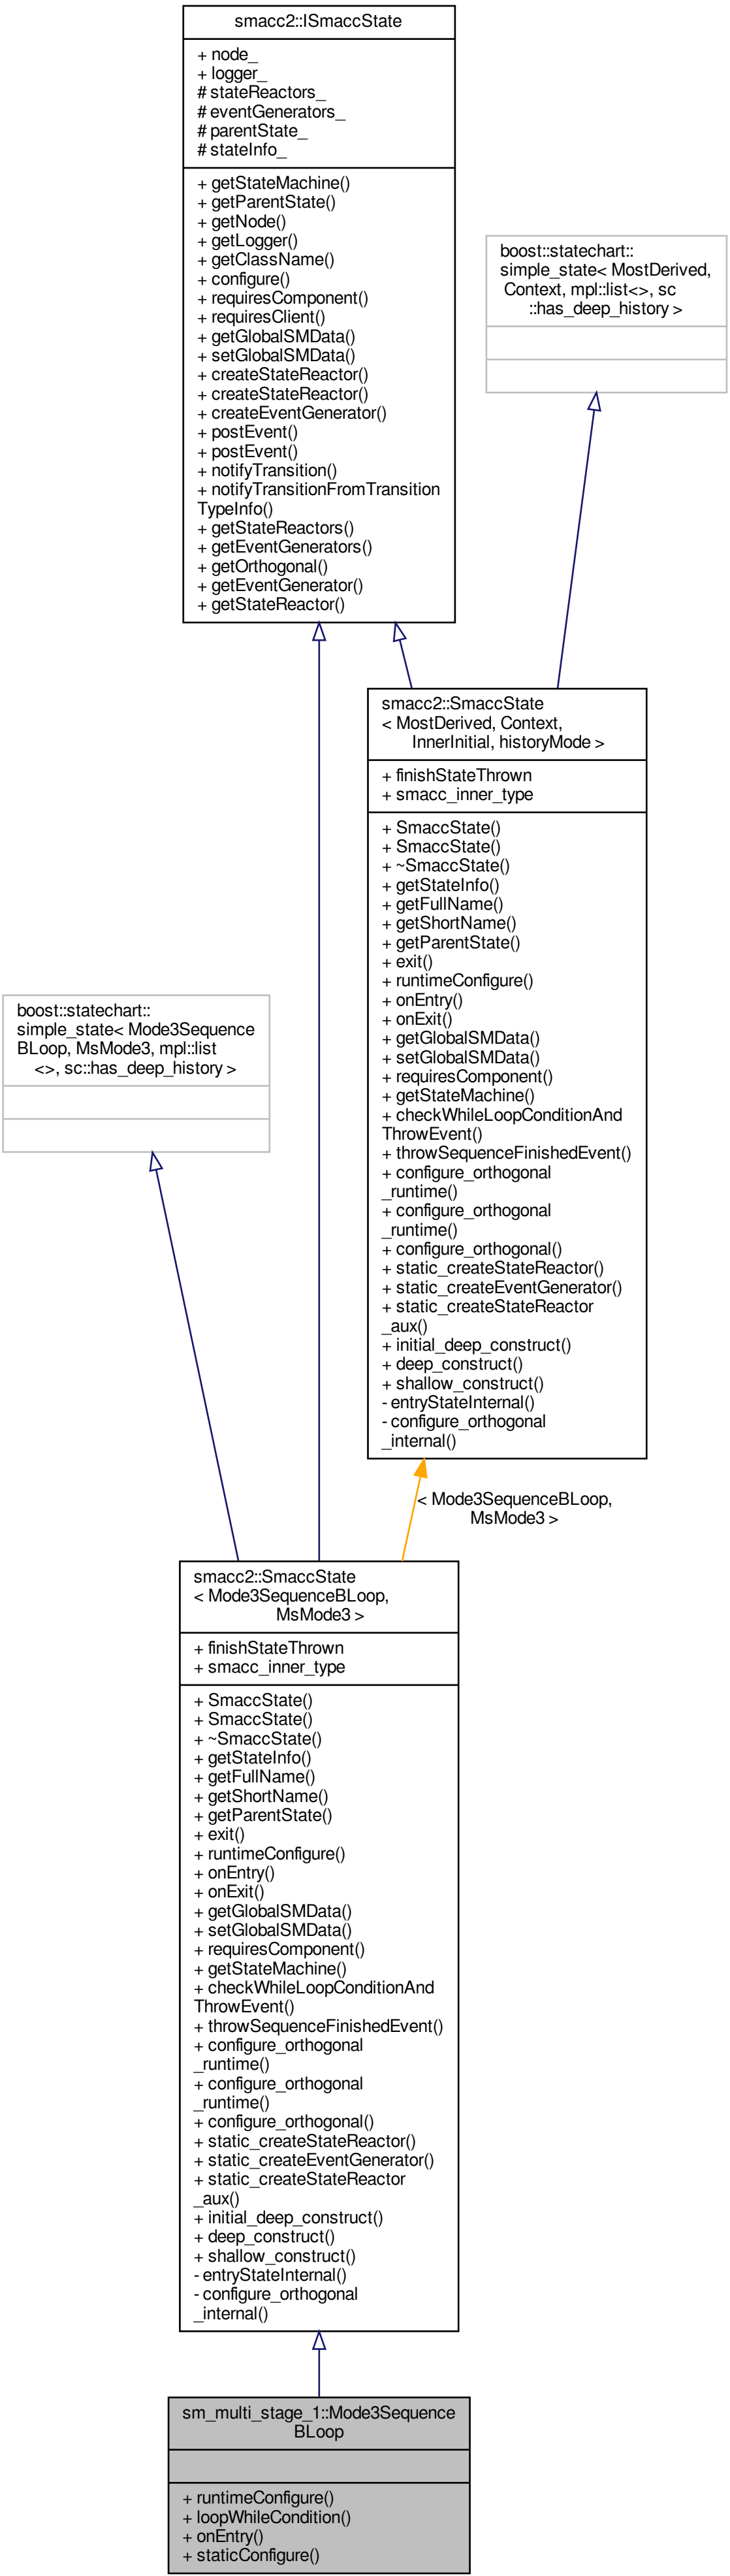 smacc2::ISmaccState
+ node_
+ logger_
# stateReactors_
# eventGenerators_
# parentState_
# stateInfo_
+ getStateMachine()
+ getParentState()
+ getNode()
+ getLogger()
+ getClassName()
+ configure()
+ requiresComponent()
+ requiresClient()
+ getGlobalSMData()
+ setGlobalSMData()
+ createStateReactor()
+ createStateReactor()
+ createEventGenerator()
+ postEvent()
+ postEvent()
+ notifyTransition()
+ notifyTransitionFromTransition
TypeInfo()
+ getStateReactors()
+ getEventGenerators()
+ getOrthogonal()
+ getEventGenerator()
+ getStateReactor()
boost::statechart::
simple_state< MostDerived,
Context, mpl::list<>, sc
::has_deep_history >
smacc2::SmaccState
< MostDerived, Context,
InnerInitial, historyMode >
+ finishStateThrown
+ smacc_inner_type
+ SmaccState()
+ SmaccState()
+ ~SmaccState()
+ getStateInfo()
+ getFullName()
+ getShortName()
+ getParentState()
+ exit()
+ runtimeConfigure()
+ onEntry()
+ onExit()
+ getGlobalSMData()
+ setGlobalSMData()
+ requiresComponent()
+ getStateMachine()
+ checkWhileLoopConditionAnd
ThrowEvent()
+ throwSequenceFinishedEvent()
+ configure_orthogonal
_runtime()
+ configure_orthogonal
_runtime()
+ configure_orthogonal()
+ static_createStateReactor()
+ static_createEventGenerator()
+ static_createStateReactor
_aux()
+ initial_deep_construct()
+ deep_construct()
+ shallow_construct()
- entryStateInternal()
- configure_orthogonal
_internal()
boost::statechart::
simple_state< Mode3Sequence
BLoop, MsMode3, mpl::list
<>, sc::has_deep_history >
< Mode3SequenceBLoop,
MsMode3 >
smacc2::SmaccState
< Mode3SequenceBLoop,
MsMode3 >
+ finishStateThrown
+ smacc_inner_type
+ SmaccState()
+ SmaccState()
+ ~SmaccState()
+ getStateInfo()
+ getFullName()
+ getShortName()
+ getParentState()
+ exit()
+ runtimeConfigure()
+ onEntry()
+ onExit()
+ getGlobalSMData()
+ setGlobalSMData()
+ requiresComponent()
+ getStateMachine()
+ checkWhileLoopConditionAnd
ThrowEvent()
+ throwSequenceFinishedEvent()
+ configure_orthogonal
_runtime()
+ configure_orthogonal
_runtime()
+ configure_orthogonal()
+ static_createStateReactor()
+ static_createEventGenerator()
+ static_createStateReactor
_aux()
+ initial_deep_construct()
+ deep_construct()
+ shallow_construct()
- entryStateInternal()
- configure_orthogonal
_internal()
sm_multi_stage_1::Mode3Sequence
BLoop
+ runtimeConfigure()
+ loopWhileCondition()
+ onEntry()
+ staticConfigure()